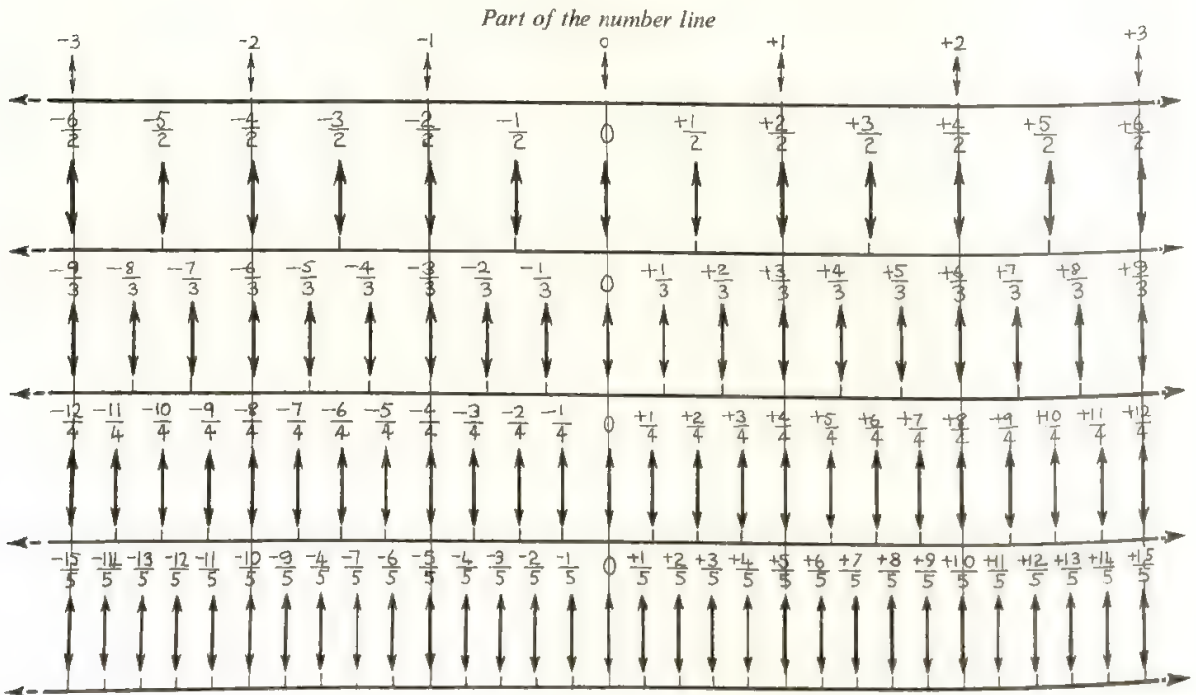 Part of the number line
-3 -2 -1 0 +1 +2 +3
-6/2 -5/2 -4/2 -3/2 -2/2 -1/2 0 +1/2 +2/2 +3/2 +4/2 +5/2 +6/2
-9/3 -8/3 -7/3 -6/3 -5/3 -4/3 -3/3 -2/3 -1/3 0 +1/3 +2/3 +3/3 +4/3 +5/3 +6/3 +7/3 +8/3 +9/3
-12/4 -11/4 -10/4 -9/4 -8/4 -7/4 -6/4 -5/4 -4/4 -3/4 -2/4 -1/4 0 +1/4 +2/4 +3/4 +4/4 +5/4 +6/4 +7/4 +8/4 +9/4 +10/4 +11/4 +12/4
-15/5 -14/5 -13/5 -12/5 -11/5 -10/5 -9/5 -4/5 -7/5 -6/5 -5/5 -4/5 -3/5 -2/5 -1/5 0 +1/5 +2/5 +3/5 +4/5 +5/5 +6/5 +7/5 +8/5 +9/5 +10/5 +11/5 +12/5 +13/5 +14/5 +15/5